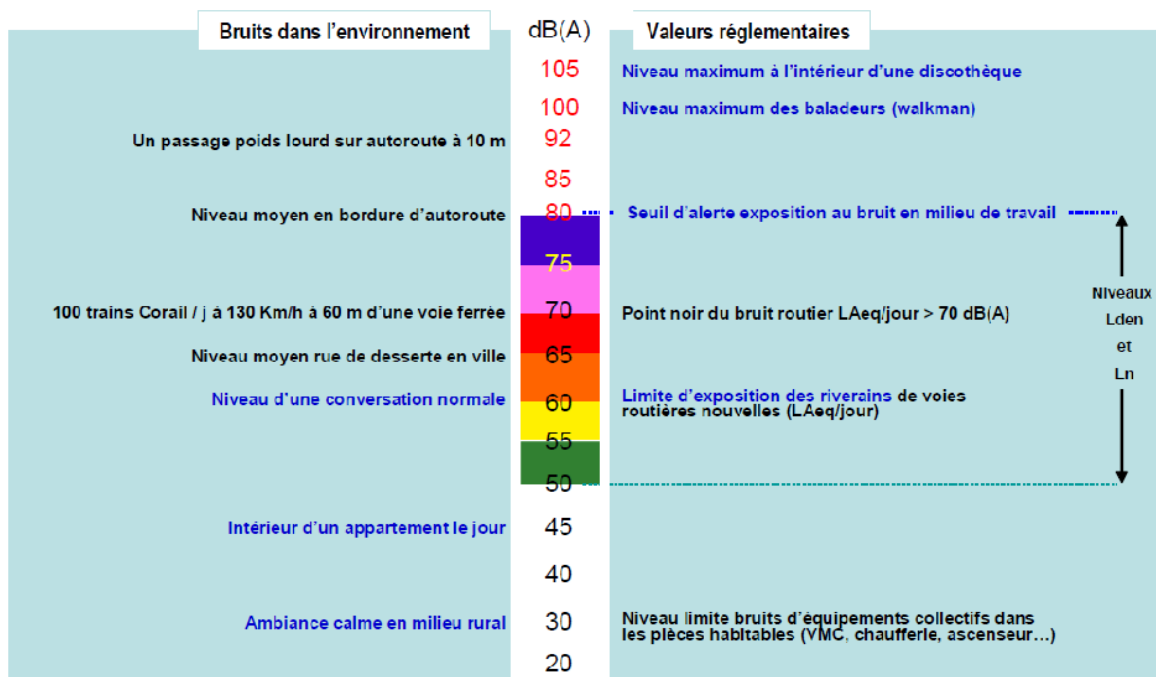 Bruits dans l'environnement
dB(A)
Valeurs réglementaires
105
Niveau maximum à l'intérieur d'une discothèque
100
Niveau maximum des baladeurs (walkman)
Un passage poids lourd sur autoroute à 10 m
92
85
Niveau moyen en bordure d'autoroute
80
Seuil d'alerte exposition au bruit en milieu de travail
75
100 trains Corail / j à 130 Km/h à 60 m d'une voie ferrée
70
Point noir du bruit routier LAeq/jour > 70 dB(A)
Niveau moyen rue de desserte en ville
65
Niveau d'une conversation normale
60
Limite d'exposition des riverains de voies
routières nouvelles (LAeq/jour)
55
50
Niveaux
Lden
et
Ln
Intérieur d'un appartement le jour
45
40
Ambiance calme en milieu rural
30
Niveau limite bruits d'équipements collectifs dans
les pièces habitables (VMC, chaufferie, ascenseur...)
20